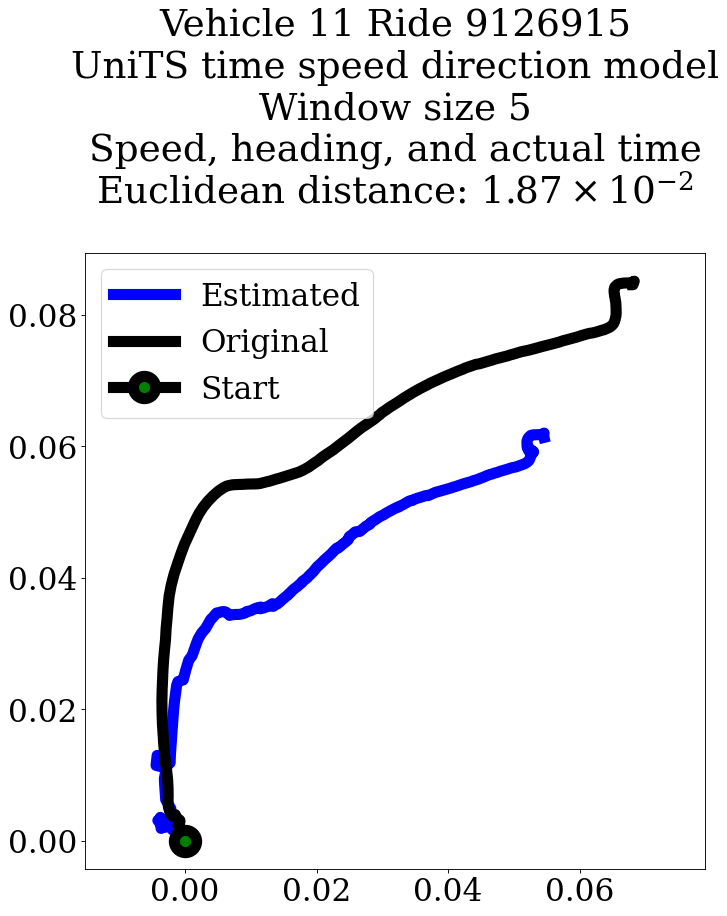 Vehicle 11 Ride 9126915
UniTS time speed direction model
Window size 5
Speed, heading, and actual time
Euclidean distance: 1.87 × 10⁻²
Estimated
Original
Start
0.08
0.06
0.04
0.02
0.00
0.00 0.02 0.04 0.06